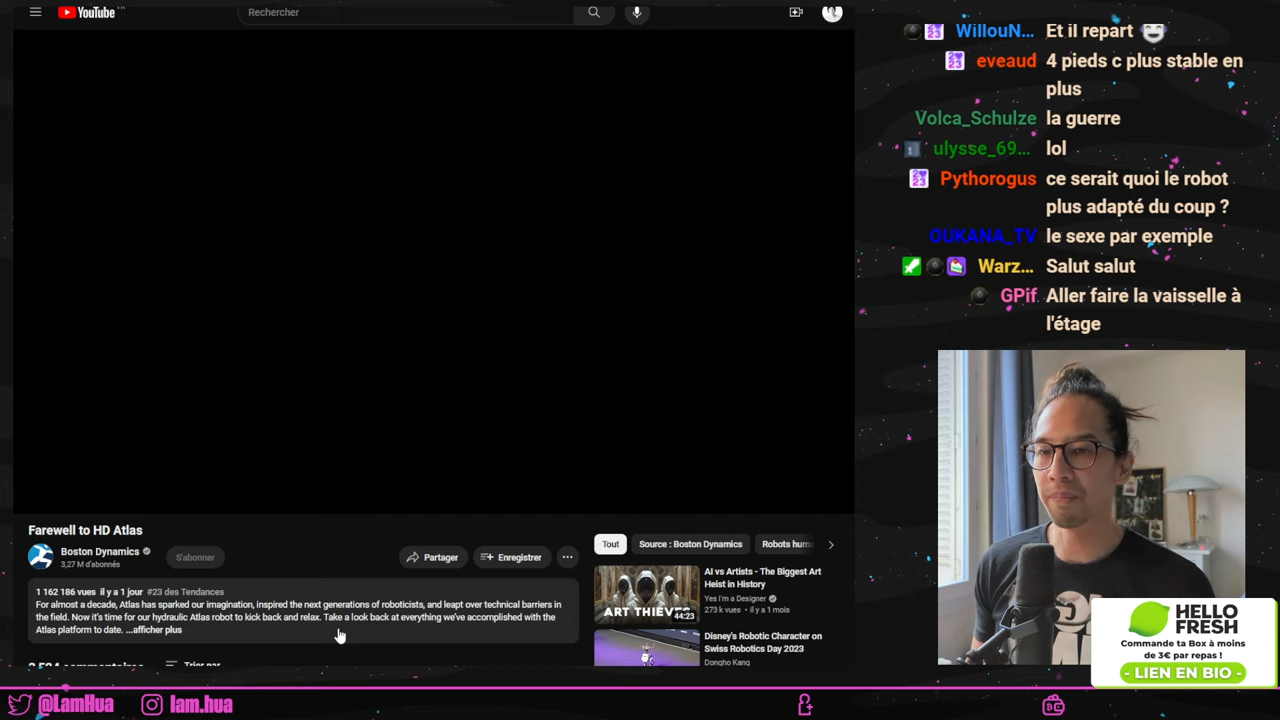 YouTube
Rechercher
Farewell to HD Atlas
Boston Dynamics
3,27 M d'abonnés
S'abonner
Partager
Enregistrer
1 162 186 vues il y a 1 jour #23 des Tendances
For almost a decade, Atlas has sparked our imagination, inspired the next generations of roboticists, and leapt over technical barriers in
the field. Now it's time for our hydraulic Atlas robot to kick back and relax. Take a look back at everything we've accomplished with the
Atlas platform to date. ...afficher plus
commentaires
Trier par
Tout
Source : Boston Dynamics
Robots hum
AI vs Artists - The Biggest Art
Heist in History
Yes I'm a Designer
273 k vues • il y a 1 mois
ART THIEVES
44:23
Disney's Robotic Character on
Swiss Robotics Day 2023
Dongho Kang
WillouN... Et il repart
eveaud 4 pieds c plus stable en
plus
Volca_Schulze la guerre
ulysse_69... lol
Pythorogus ce serait quoi le robot
plus adapté du coup ?
OUKANA_TV le sexe par exemple
Warz... Salut salut
GPif Aller faire la vaisselle à
l'étage
HELLO
FRESH
Commande ta Box à moins
de 3€ par repas !
- LIEN EN BIO -
@LamHua
lam.hua